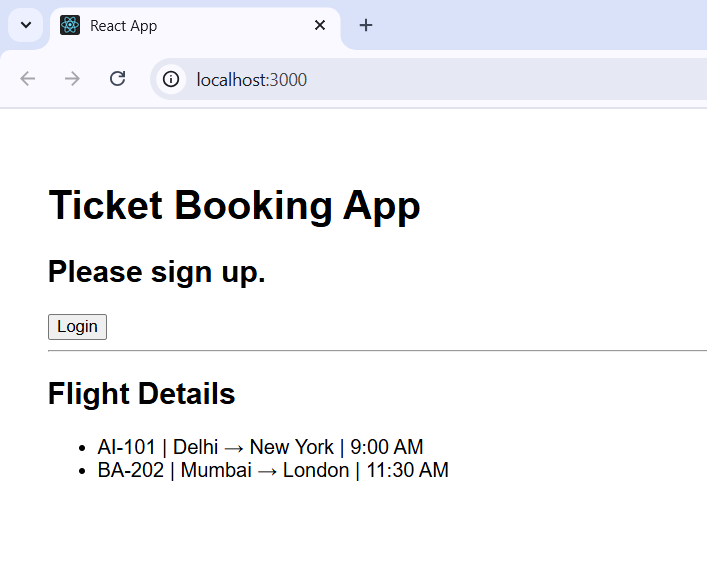 React App
localhost:3000
Ticket Booking App
Please sign up.
Login
Flight Details
• AI-101 | Delhi → New York | 9:00 AM
• BA-202 | Mumbai → London | 11:30 AM